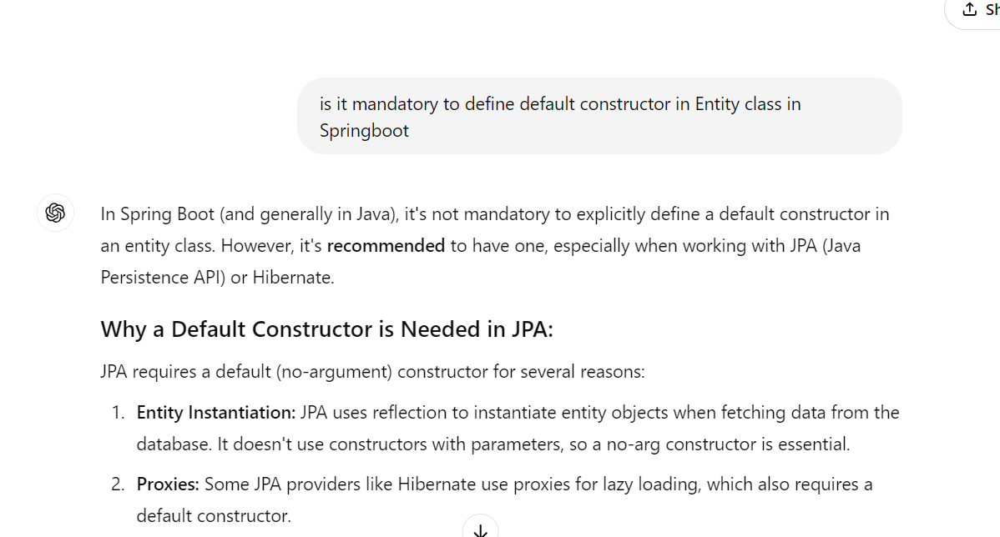 Sh
is it mandatory to define default constructor in Entity class in
Springboot
In Spring Boot (and generally in Java), it's not mandatory to explicitly define a default constructor in
an entity class. However, it's recommended to have one, especially when working with JPA (Java
Persistence API) or Hibernate.
Why a Default Constructor is Needed in JPA:
JPA requires a default (no-argument) constructor for several reasons:
1. Entity Instantiation: JPA uses reflection to instantiate entity objects when fetching data from the
database. It doesn't use constructors with parameters, so a no-arg constructor is essential.
2. Proxies: Some JPA providers like Hibernate use proxies for lazy loading, which also requires a
default constructor.